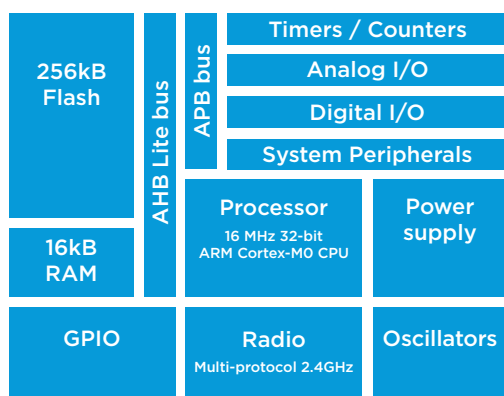 256kB
Flash
16kB
RAM
AHB Lite bus
APB bus
Timers / Counters
Analog I/O
Digital I/O
System Peripherals
Processor
16 MHz 32-bit
ARM Cortex-M0 CPU
Power
supply
GPIO
Radio
Multi-protocol 2.4GHz
Oscillators